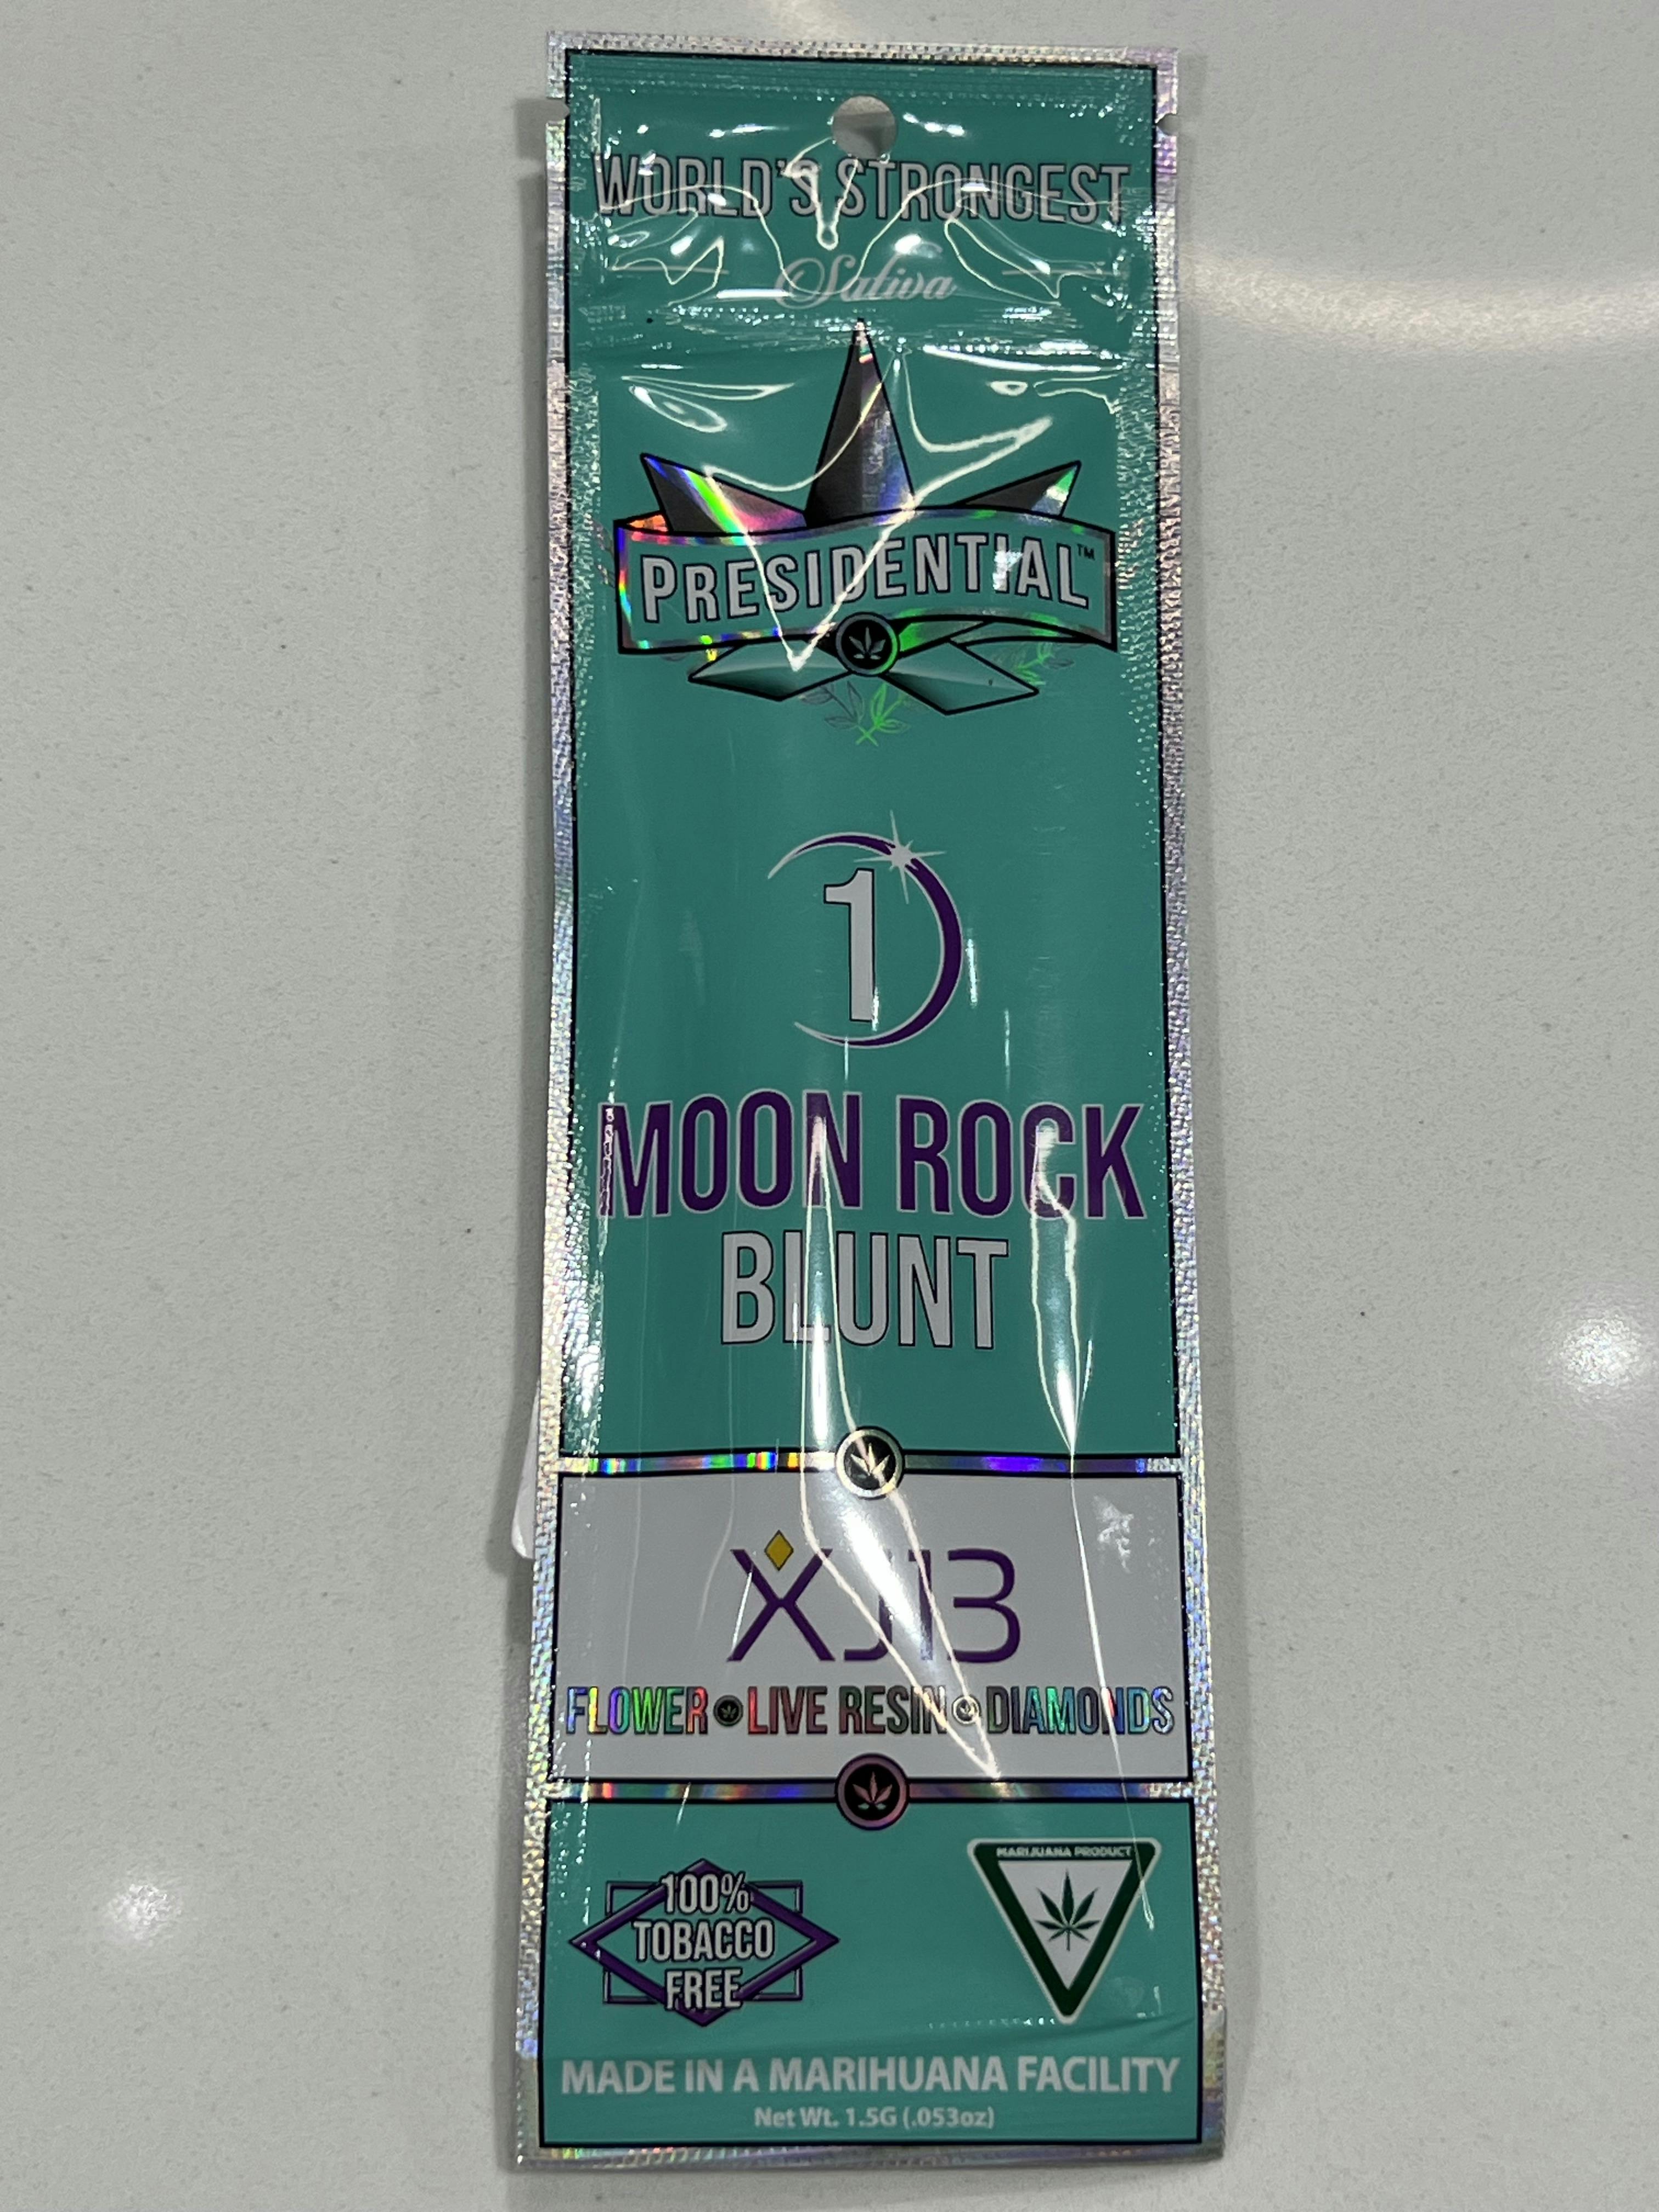 WORLD'S STRONGEST
Sativa
PRESIDENTIAL™
1
MOON ROCK
BLUNT
XJ13
FLOWER • LIVE RESIN • DIAMONDS
100%
TOBACCO
FREE
MARIJUANA PRODUCT
MADE IN A MARIHUANA FACILITY
Net Wt. 1.5G (.053oz)